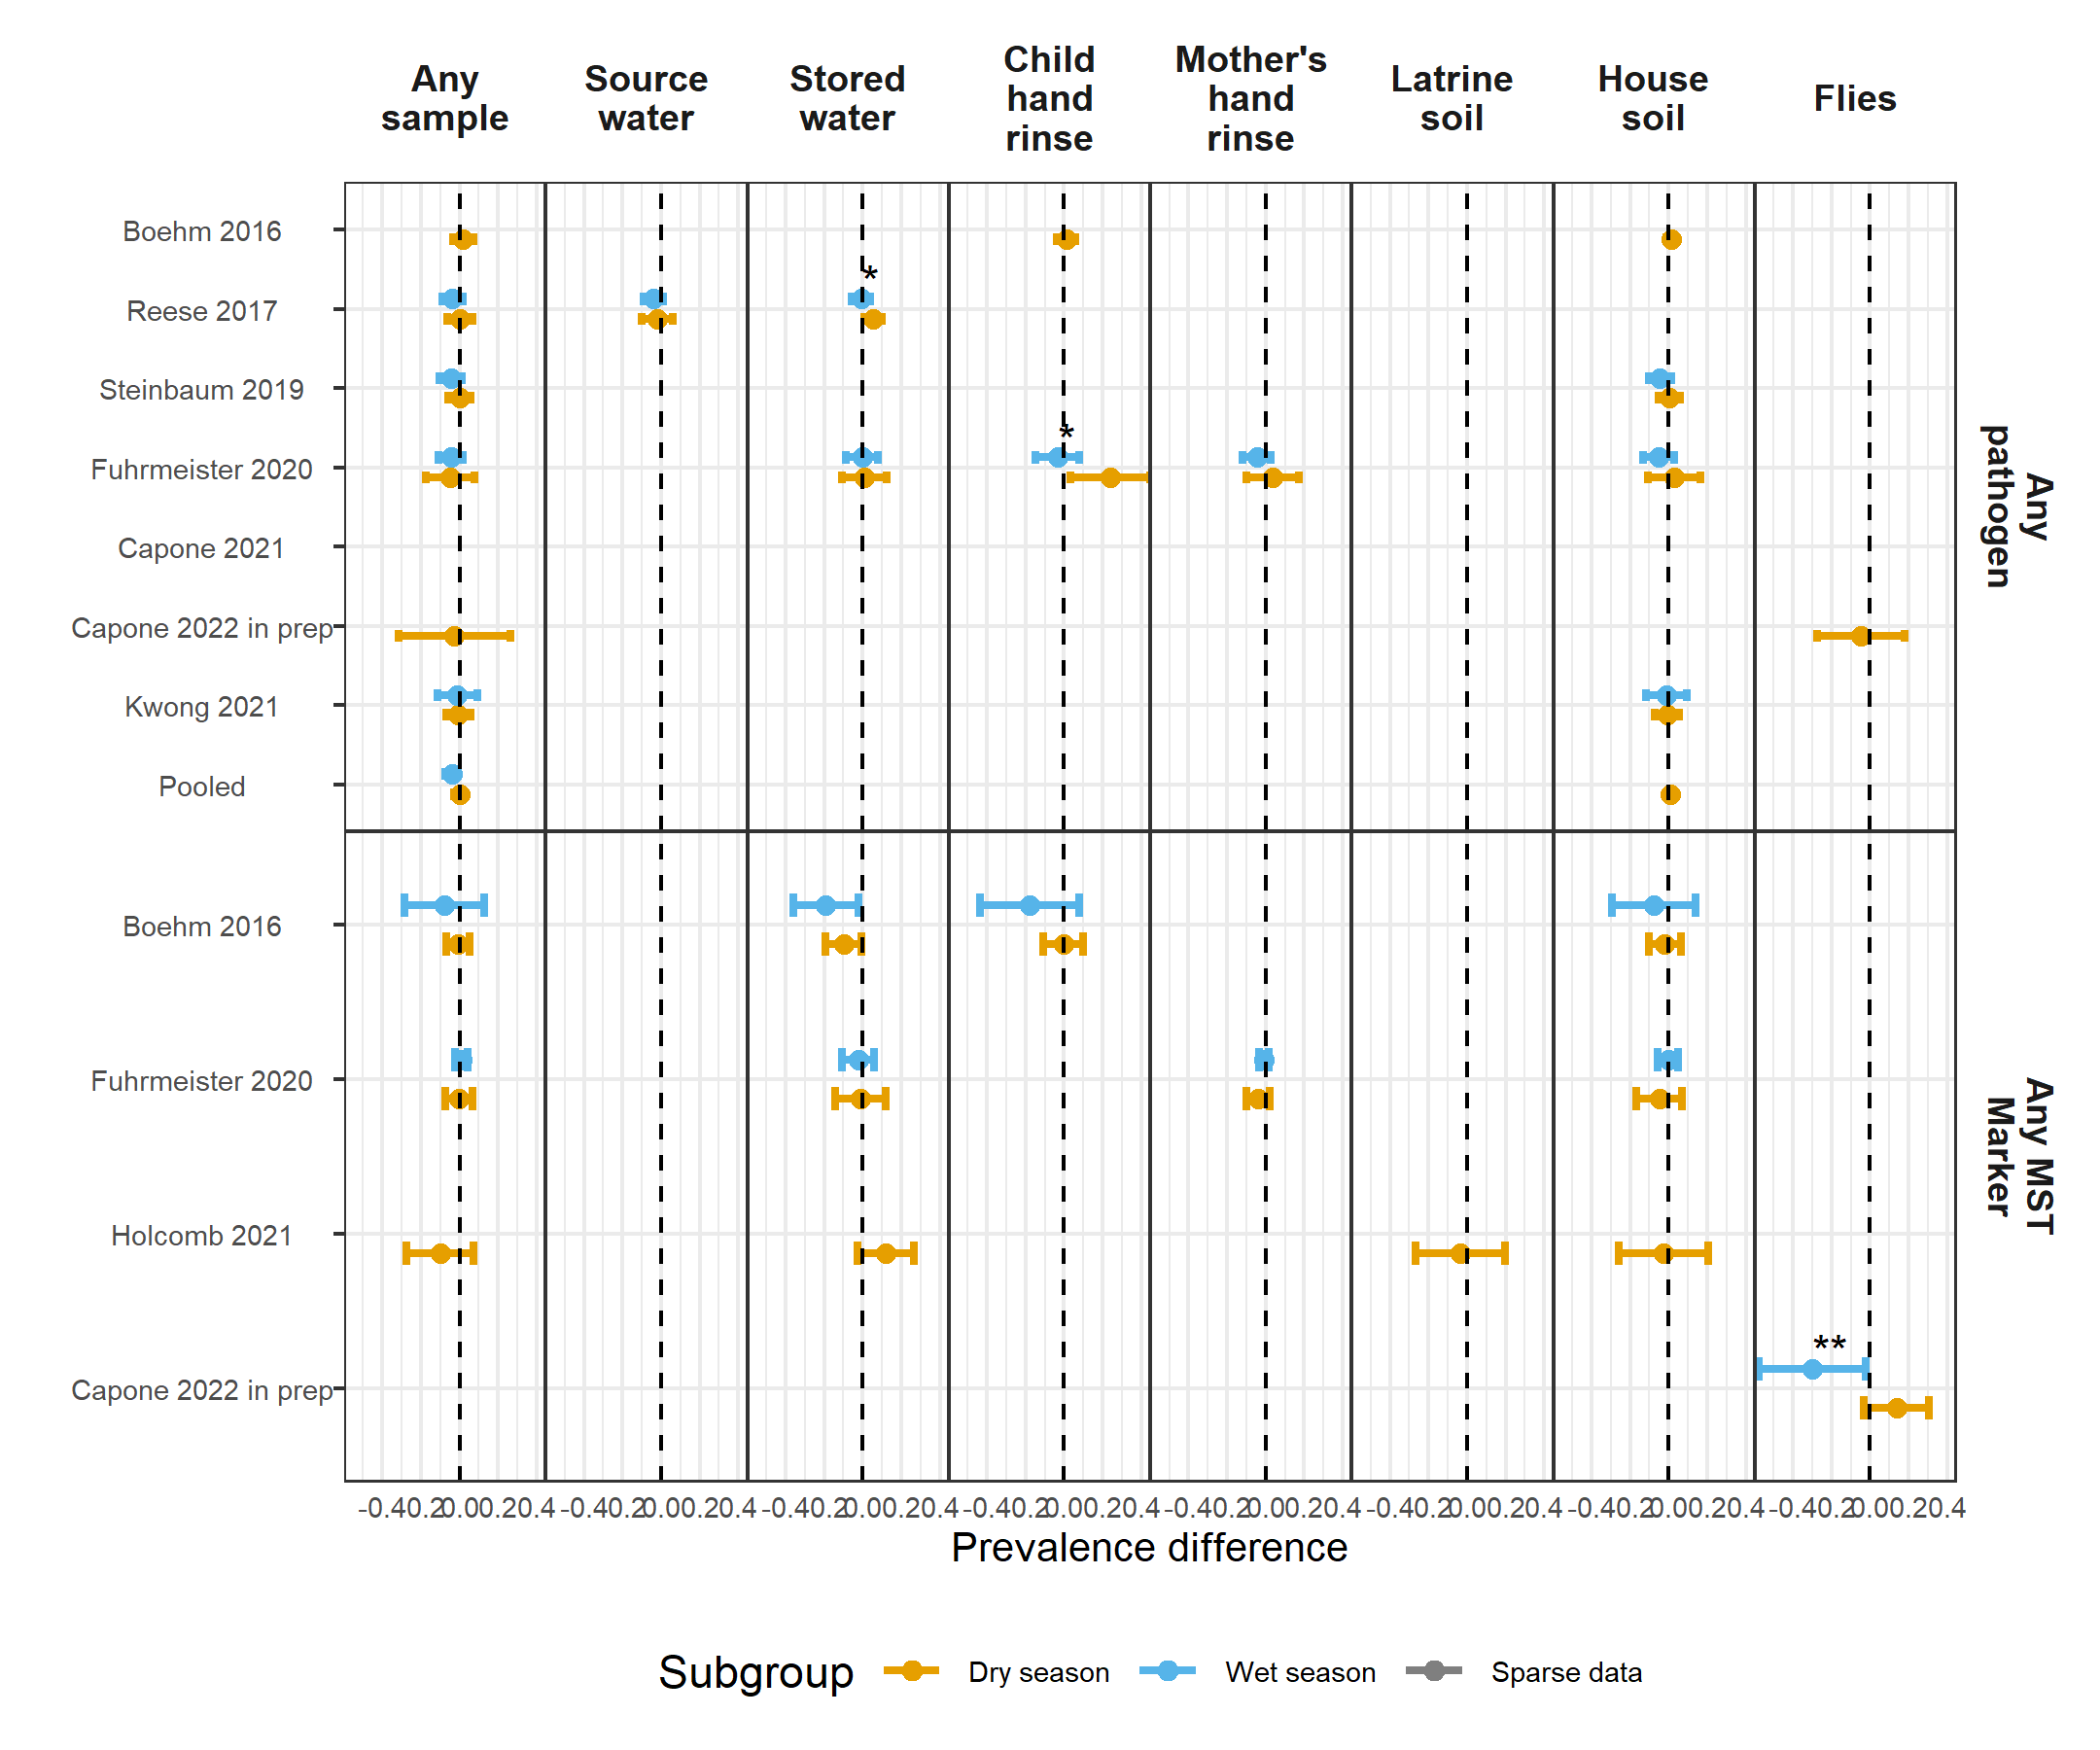 Any
sample
Source
water
Stored
water
Child
hand
rinse
Mother's
hand
rinse
Latrine
soil
House
soil
Flies
Boehm 2016
Reese 2017
*
Steinbaum 2019
Fuhrmeister 2020
*
Capone 2021
Capone 2022 in prep
Kwong 2021
Pooled
Any
pathogen
Boehm 2016
Fuhrmeister 2020
Holcomb 2021
Capone 2022 in prep
**
Any MST
Marker
-0.40.20.00.20.4 -0.40.20.00.20.4 -0.40.20.00.20.4 -0.40.20.00.20.4 -0.40.20.00.20.4 -0.40.20.00.20.4 -0.40.20.00.20.4 -0.40.20.00.20.4
Prevalence difference
Subgroup Dry season Wet season Sparse data